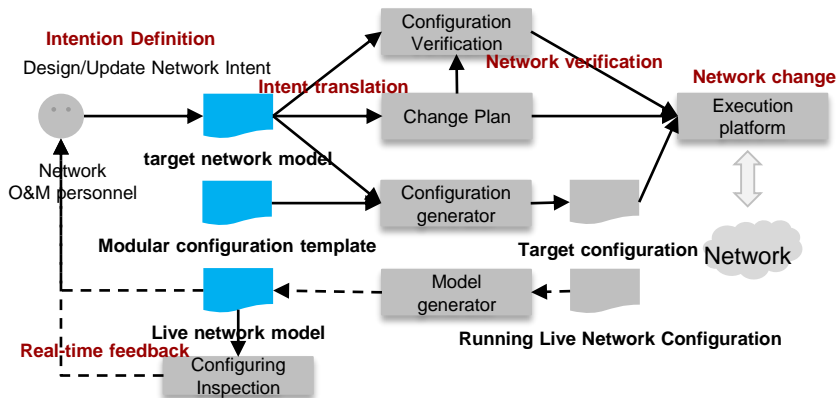 Intention Definition
Configuration
Verification
Design/Update Network Intent
Network verification
Intent translation
Network change
Change Plan
Execution
platform
target network model
Network
O&M personnel
Configuration
generator
Modular configuration template
Target configuration
Network
Model
generator
Live network model
Running Live Network Configuration
Real-time feedback
Configuring
Inspection